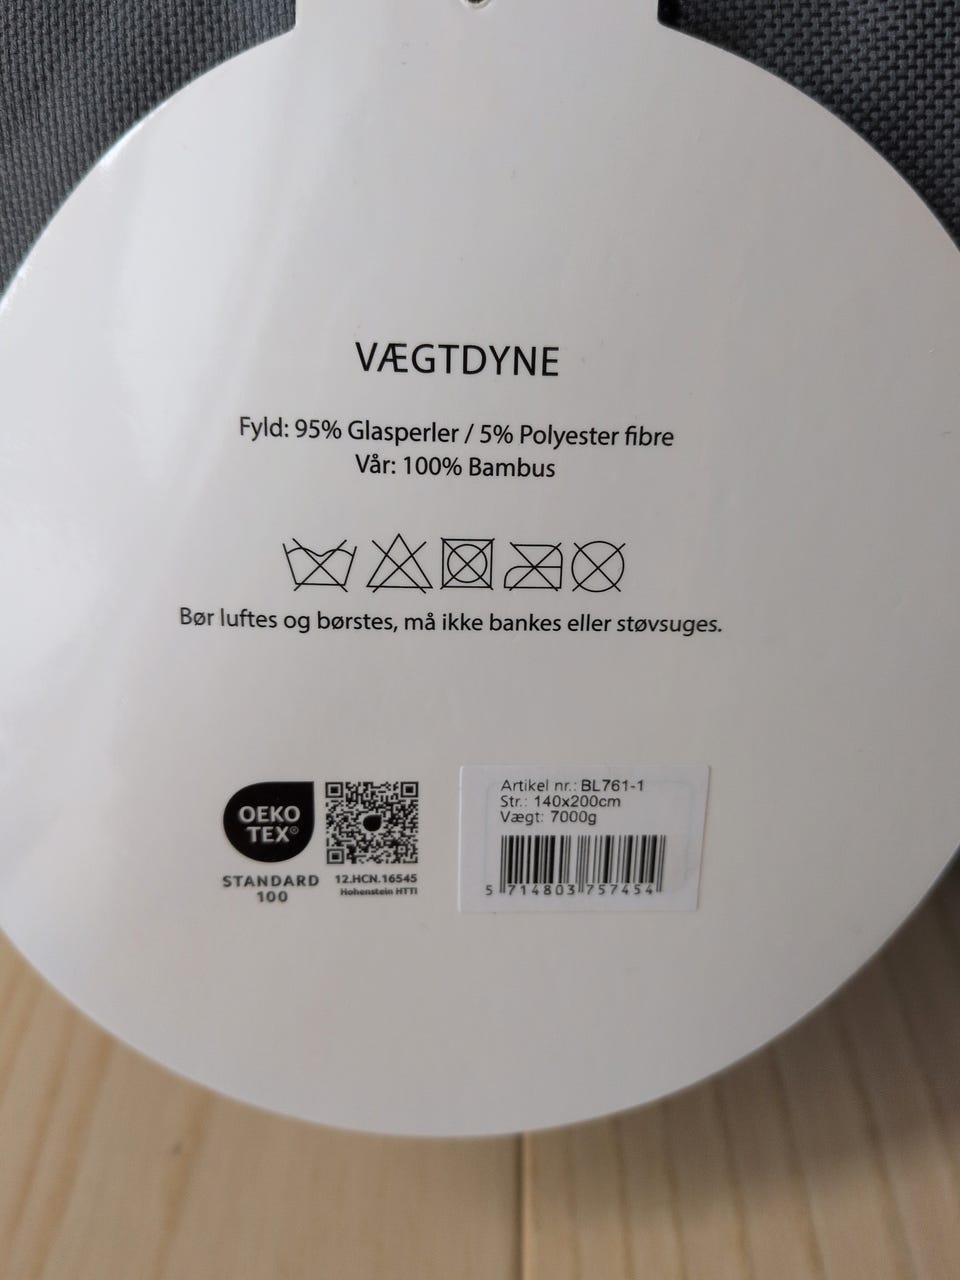 VÆGTDYNE
Fyld: 95% Glasperler / 5% Polyester fibre
Vår: 100% Bambus
Bør luftes og børstes, må ikke bankes eller støvsuges.
OEKO
TEX®
STANDARD
100
12.HCN.16545
Hohenstein HTTI
Artikel nr.: BL761-1
Str.: 140x200cm
Vægt: 7000g
5 714803 757454